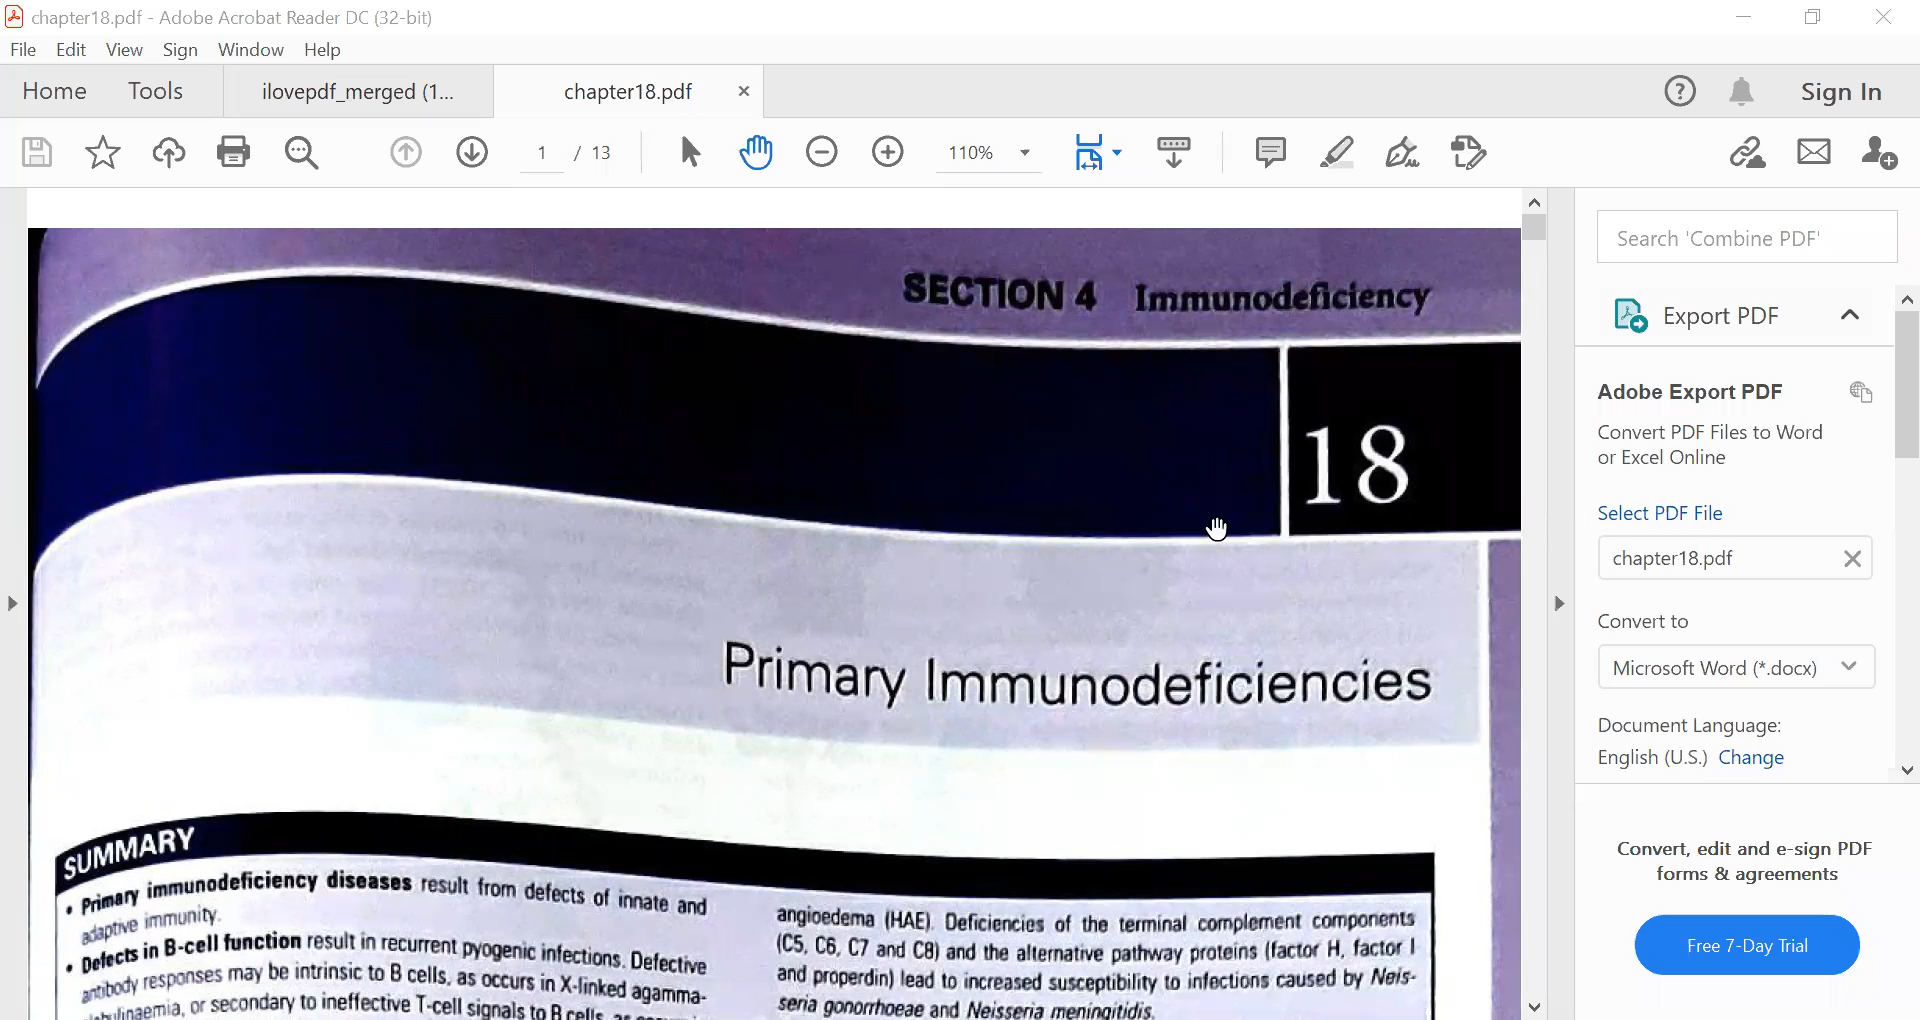 chapter18.pdf - Adobe Acrobat Reader DC (32-bit)
File Edit View Sign Window Help
Home Tools ilovepdf_merged (1... chapter18.pdf Sign In
1 / 13 110%
Search 'Combine PDF'
Export PDF
Adobe Export PDF
Convert PDF Files to Word
or Excel Online
Select PDF File
chapter18.pdf
Convert to
Microsoft Word (*.docx)
Document Language:
English (U.S.) Change
Convert, edit and e-sign PDF
forms & agreements
Free 7-Day Trial
SECTION 4 Immunodeficiency
18
Primary Immunodeficiencies
SUMMARY
• Primary immunodeficiency diseases result from defects of innate and
adaptive immunity.
• Defects in B-cell function result in recurrent pyogenic infections. Defective
antibody responses may be intrinsic to B cells, as occurs in X-linked agamma-
or secondary to ineffective T-cell signals to B cells,
angioedema (HAE). Deficiencies of the terminal complement components
(C5, C6, C7 and C8) and the alternative pathway proteins (factor H, factor I
and properdin) lead to increased susceptibility to infections caused by Neis-
seria gonorrhoeae and Neisseria meningitidis.